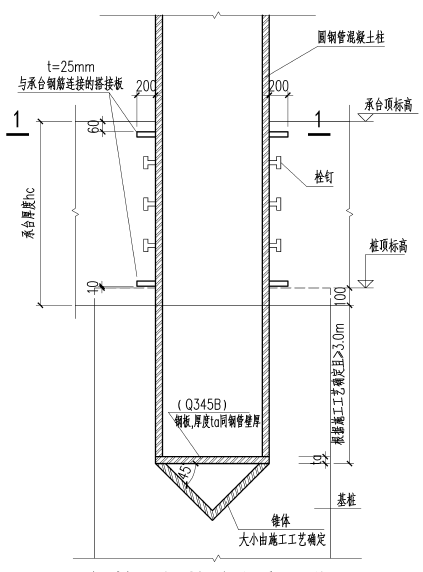 圆钢管混凝土柱
t=25mm
与承台钢筋连接的搭接板
200
200
承台顶标高
1
1
60
栓钉
承台厚度hc
桩顶标高
10
100
根据施工工艺确定且≥3.0m
(Q345B)
钢板,厚度ta同钢管壁厚
ta
45
基桩
锥体
大小由施工工艺确定